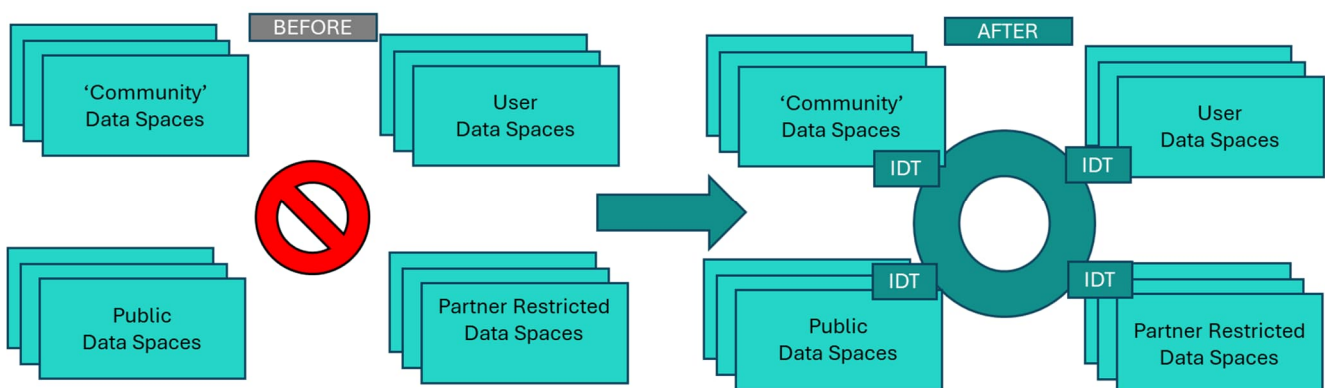 BEFORE
‘Community’
Data Spaces
User
Data Spaces
Public
Data Spaces
Partner Restricted
Data Spaces
AFTER
‘Community’
Data Spaces
User
Data Spaces
IDT
IDT
IDT
IDT
Public
Data Spaces
Partner Restricted
Data Spaces